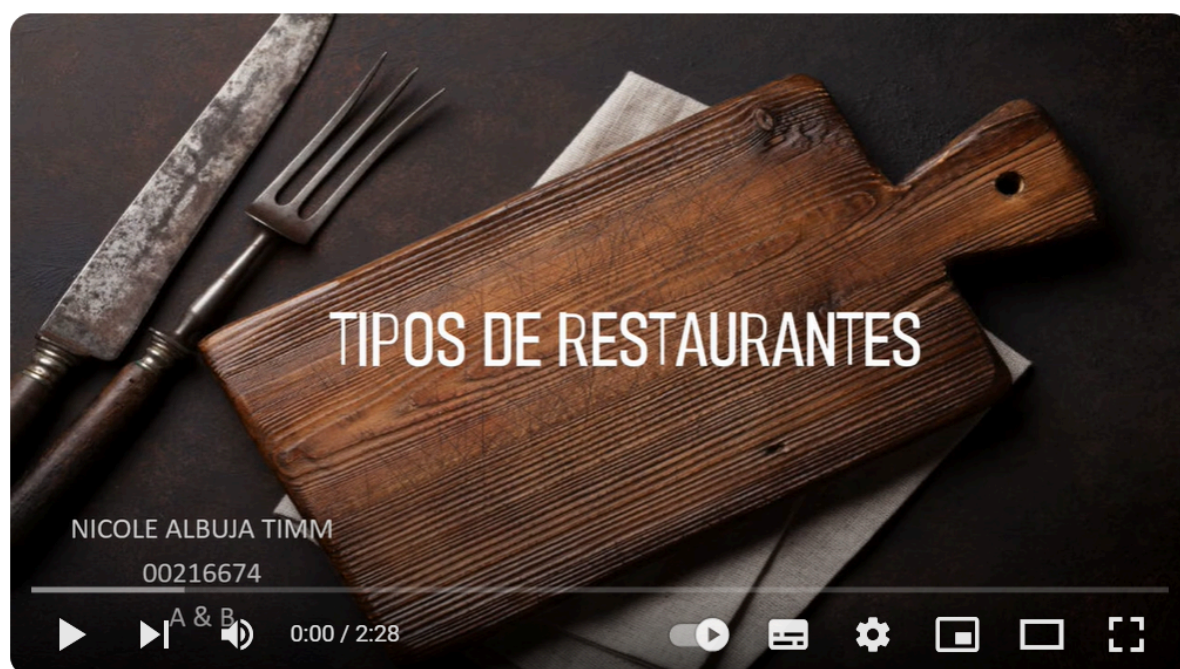 TIPOS DE RESTAURANTES
NICOLE ALBUJA TIMM
00216674
A & B
0:00 / 2:28